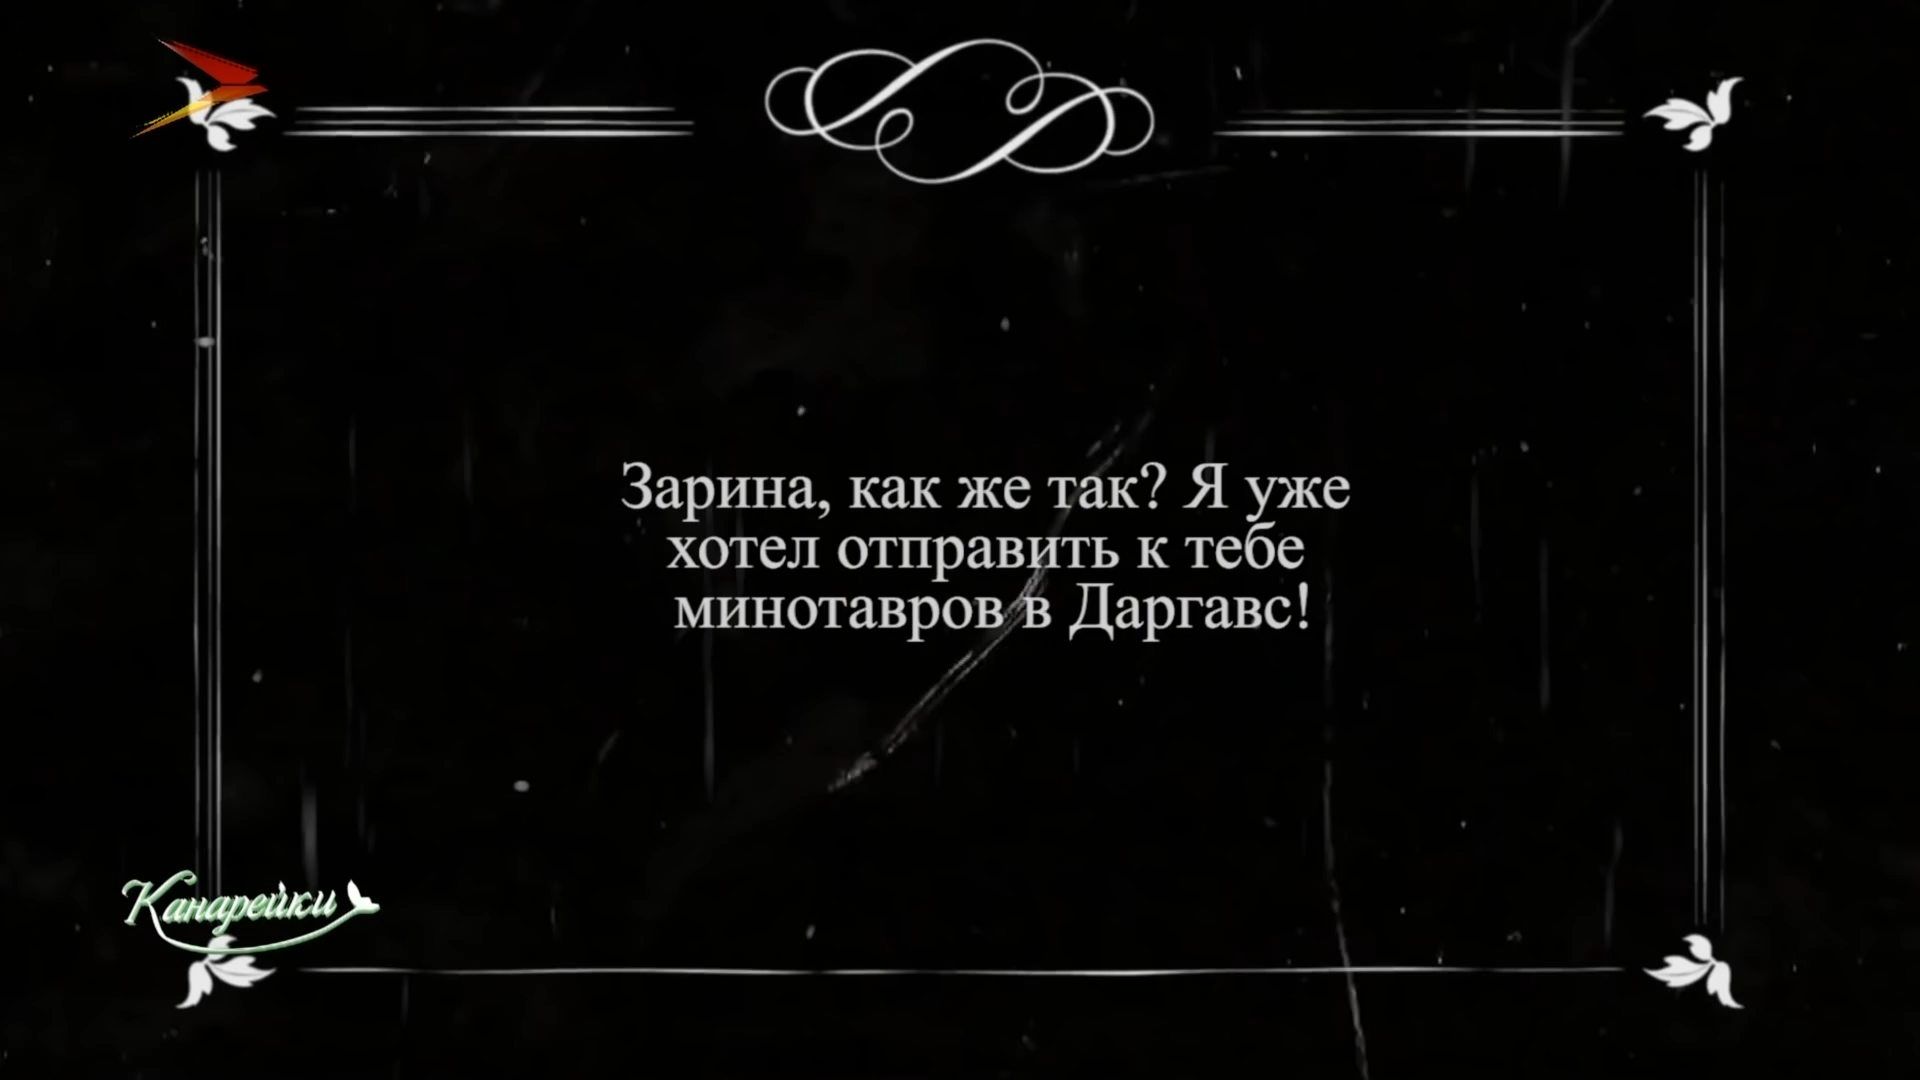 Зарина, как же так? Я уже
хотел отправить к тебе
минотавров в Даргавс!
Канарейки